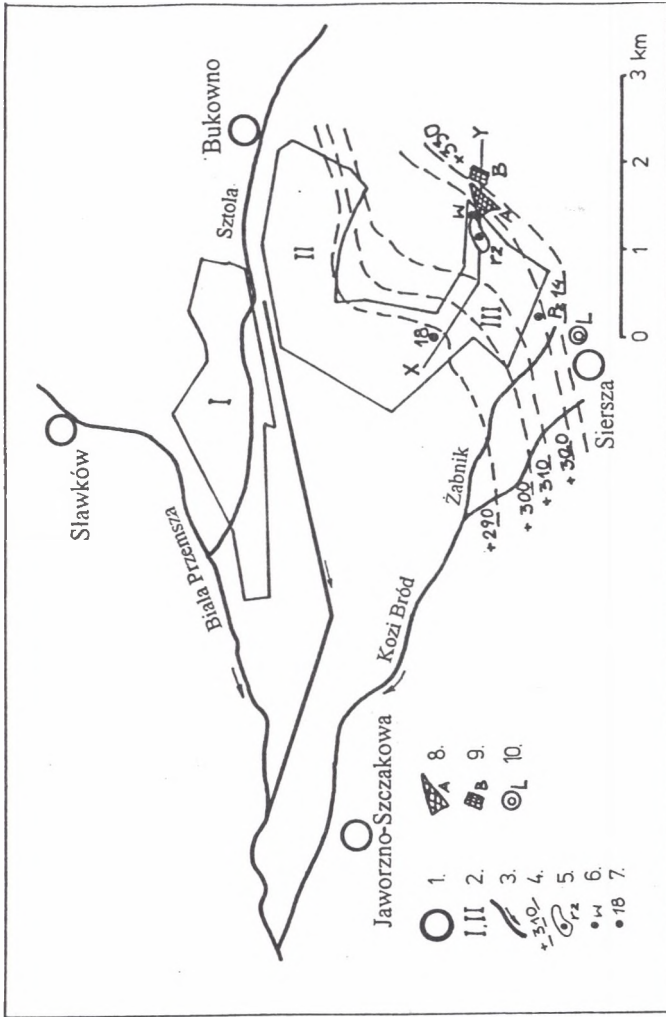 Sławków
Bukowno
Biała Przemsza
Sztoła
I
II
III
X
18
W
r2
A
B
Y
+330
Jaworzno-Szczakowa
Kozi Bród
Żabnik
+290
+300
+310
+320
14
L
Siersza
0 1 2 3 km
1.
I.II 2.
3.
+310 4.
r2 5.
W 6.
18 7.
A 8.
B 9.
L 10.